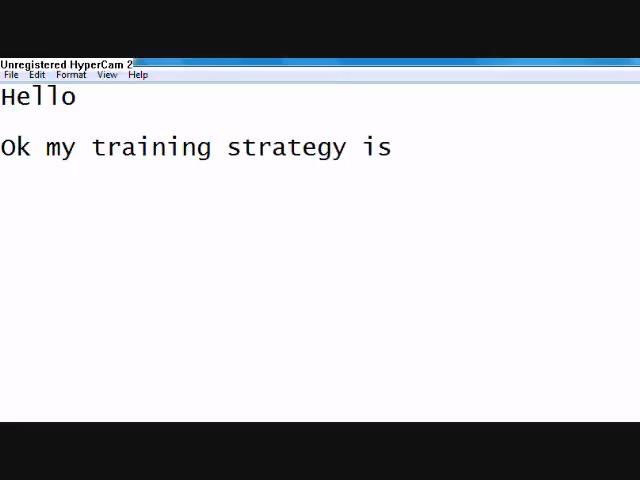 Unregistered HyperCam 2
File Edit Format View Help
Hello
Ok my training strategy is